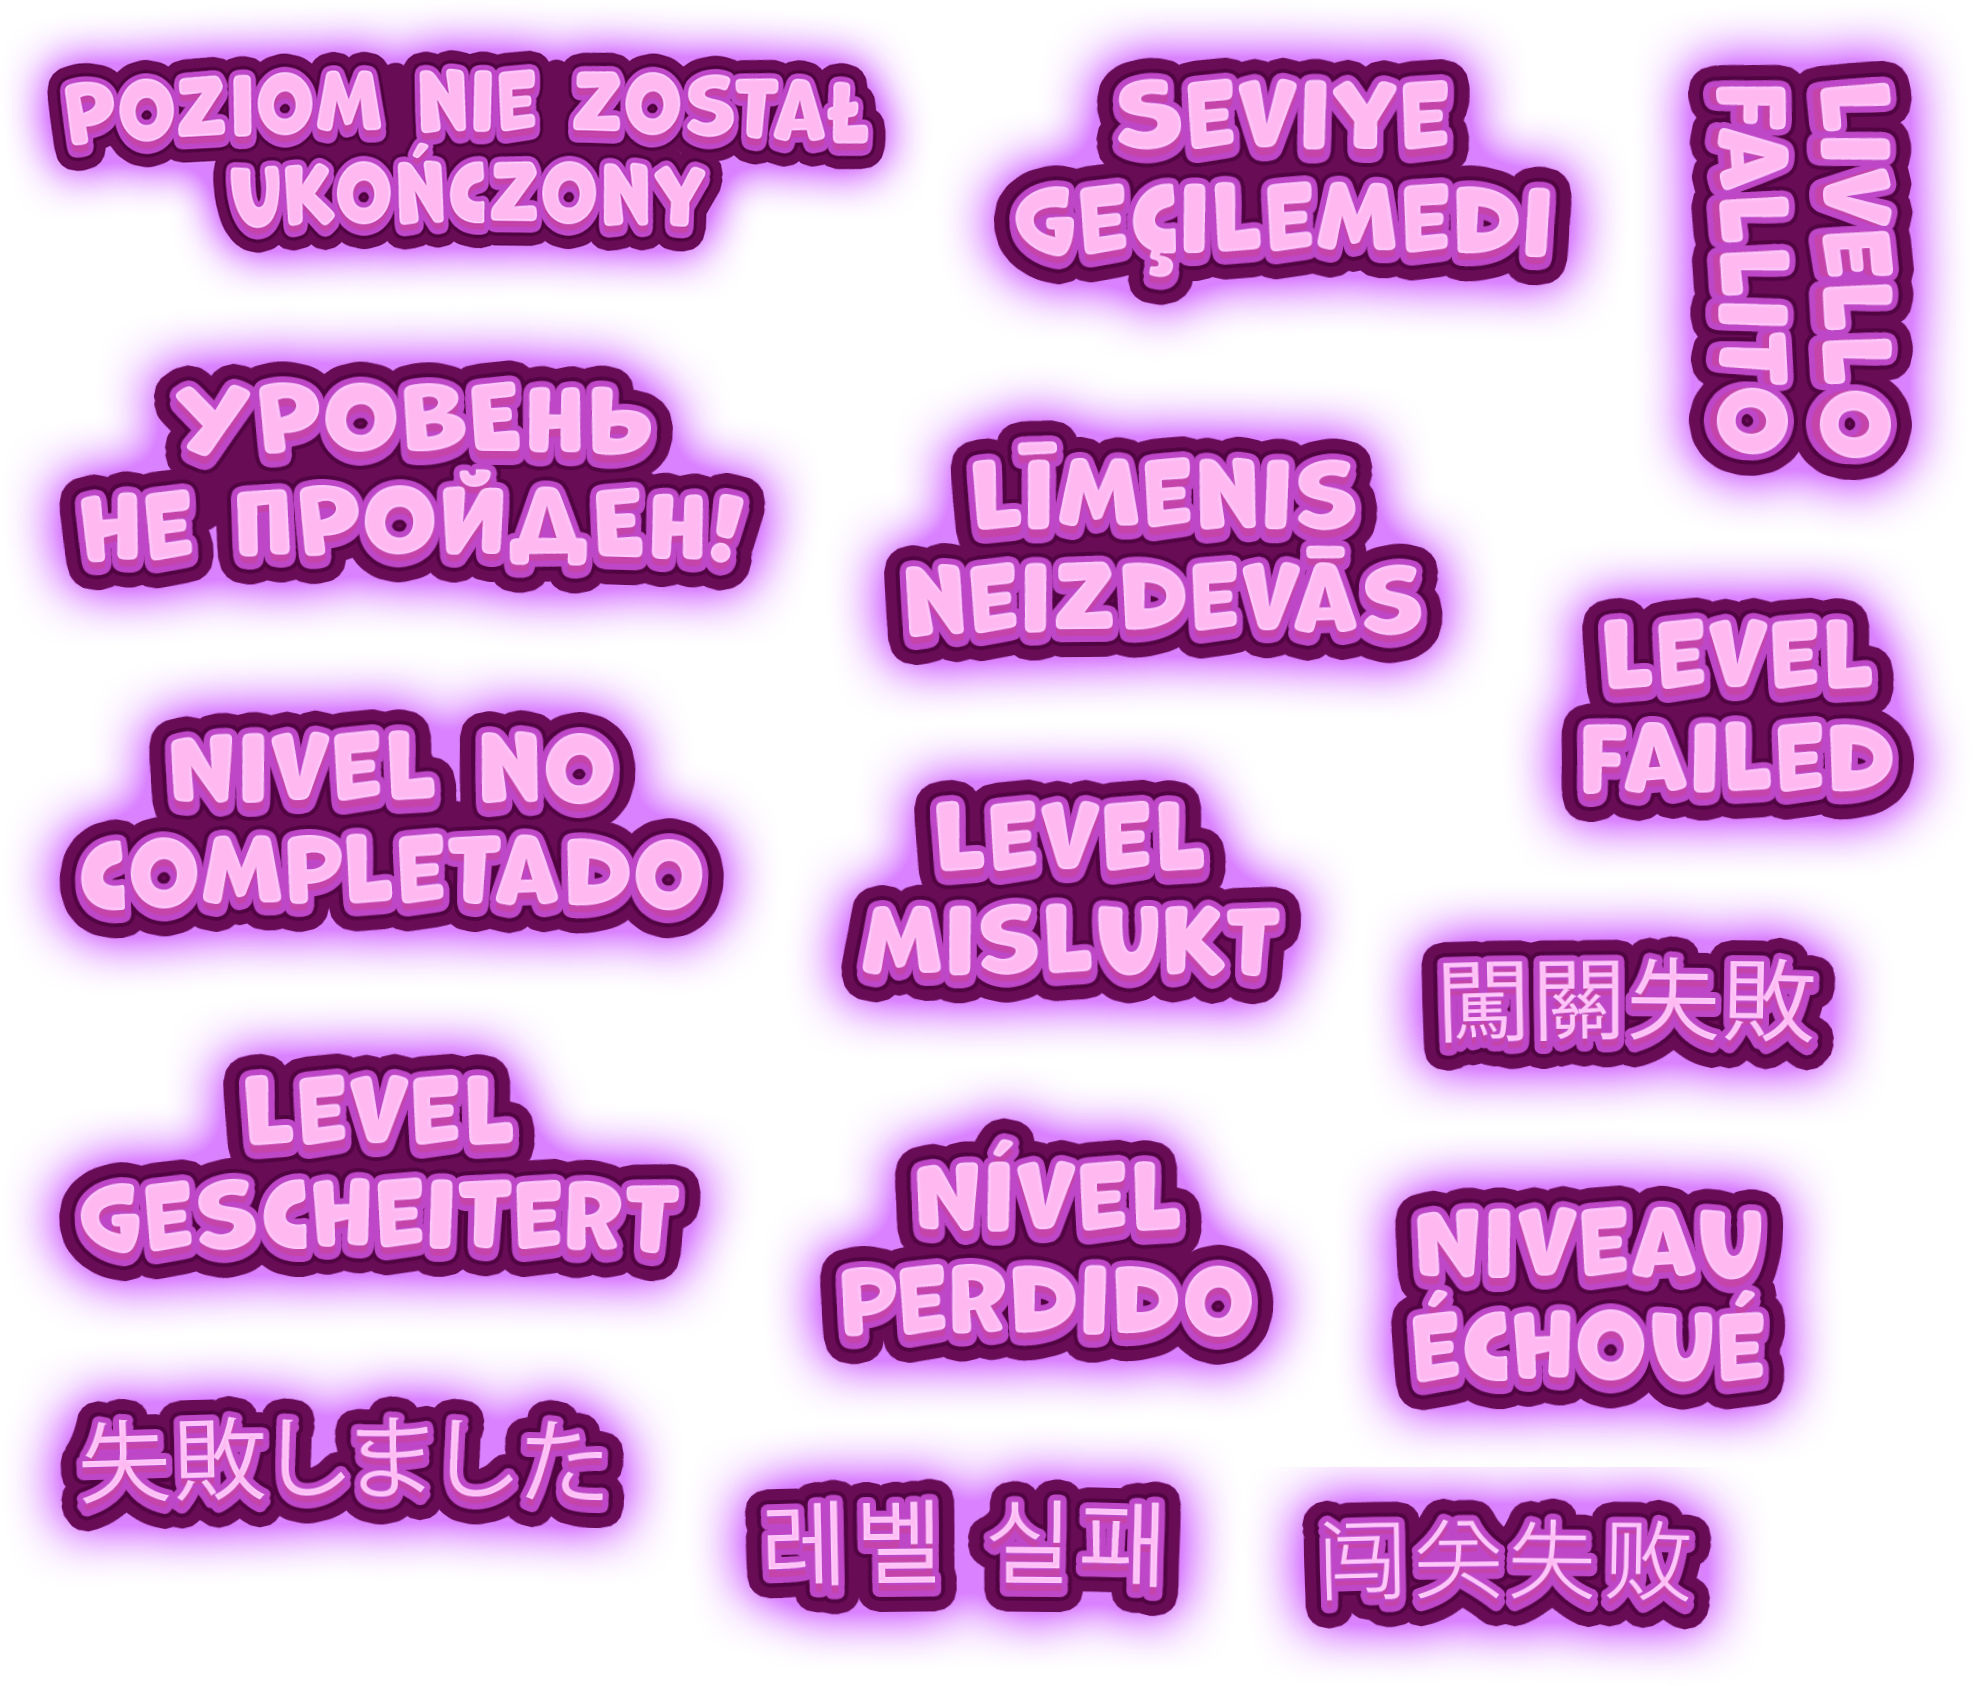 POZIOM NIE ZOSTAŁ
UKOŃCZONY
SEVIYE
GEÇILEMEDI
LIVELLO
FALLITO
УРОВЕНЬ
НЕ ПРОЙДЕН!
LĪMENIS
NEIZDEVĀS
LEVEL
FAILED
NIVEL NO
COMPLETADO
LEVEL
MISLUKT
闖關失敗
LEVEL
GESCHEITERT
NÍVEL
PERDIDO
NIVEAU
ÉCHOUÉ
失敗しました
레벨 실패
闯关失败